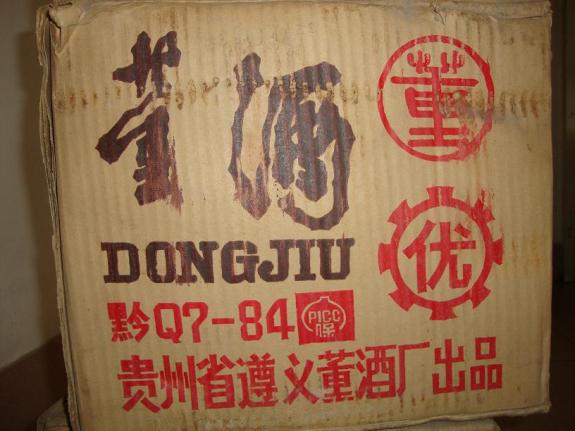 董酒
董
DONGJIU
优
黔Q7-84
PICC
保
贵州省遵义董酒厂出品